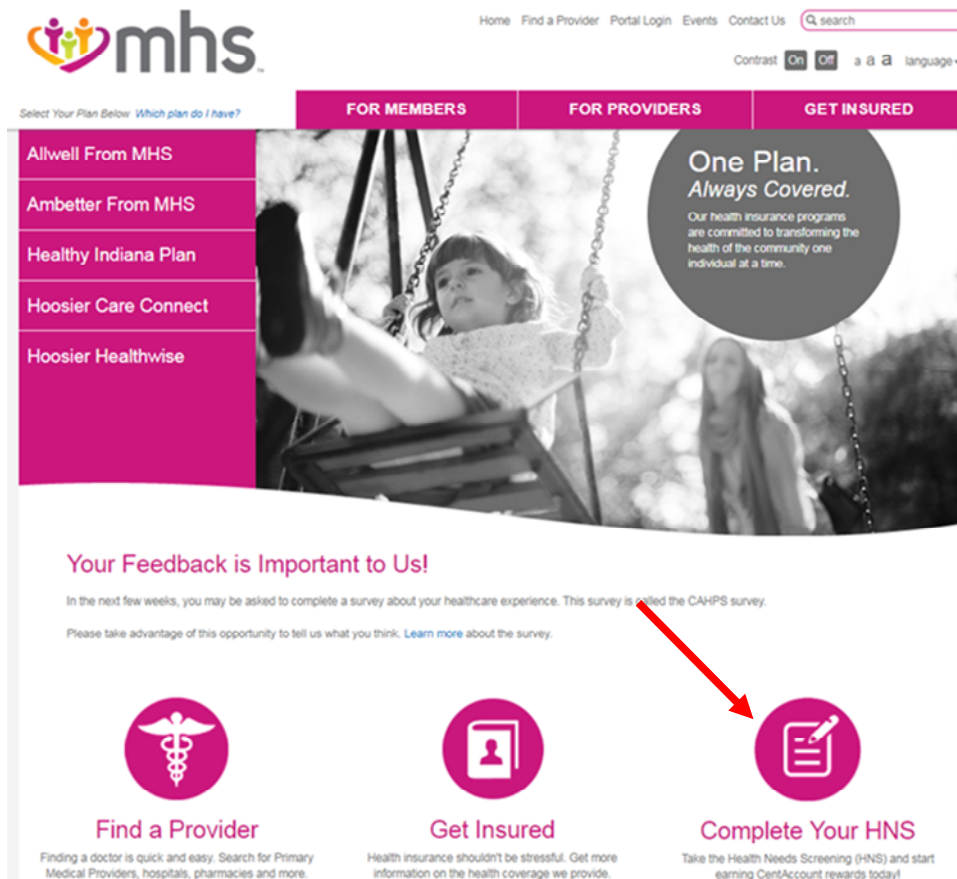 mhs
Home Find a Provider Portal Login Events Contact Us search
Contrast On Off a a a language
Select Your Plan Below Which plan do I have?
FOR MEMBERS FOR PROVIDERS GET INSURED
Allwell From MHS
Ambetter From MHS
Healthy Indiana Plan
Hoosier Care Connect
Hoosier Healthwise
One Plan.
Always Covered.
Our health insurance programs
are committed to transforming the
health of the community one
individual at a time.
Your Feedback is Important to Us!
In the next few weeks, you may be asked to complete a survey about your healthcare experience. This survey is called the CAHPS survey.
Please take advantage of this opportunity to tell us what you think. Learn more about the survey.
Find a Provider
Finding a doctor is quick and easy. Search for Primary
Medical Providers, hospitals, pharmacies and more.
Get Insured
Health insurance shouldn't be stressful. Get more
information on the health coverage we provide.
Complete Your HNS
Take the Health Needs Screening (HNS) and start
earning CentAccount rewards today!